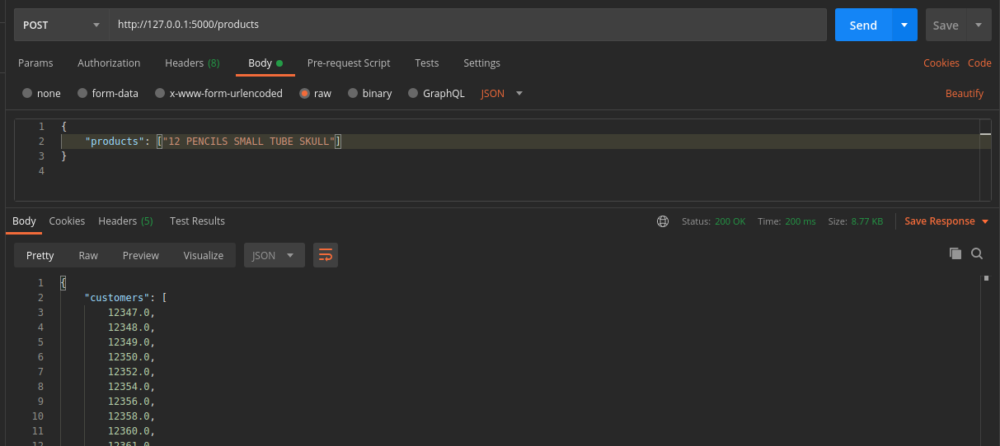 POST http://127.0.0.1:5000/products Send Save
Params Authorization Headers (8) Body Pre-request Script Tests Settings Cookies Code
none form-data x-www-form-urlencoded raw binary GraphQL JSON Beautify
1 {
2 "products": ["12 PENCILS SMALL TUBE SKULL"]
3 }
4
Body Cookies Headers (5) Test Results Status: 200 OK Time: 200 ms Size: 8.77 KB Save Response
Pretty Raw Preview Visualize JSON
1 {
2 "customers": [
3 12347.0,
4 12348.0,
5 12349.0,
6 12350.0,
7 12352.0,
8 12354.0,
9 12356.0,
10 12358.0,
11 12360.0,
12 12361.0